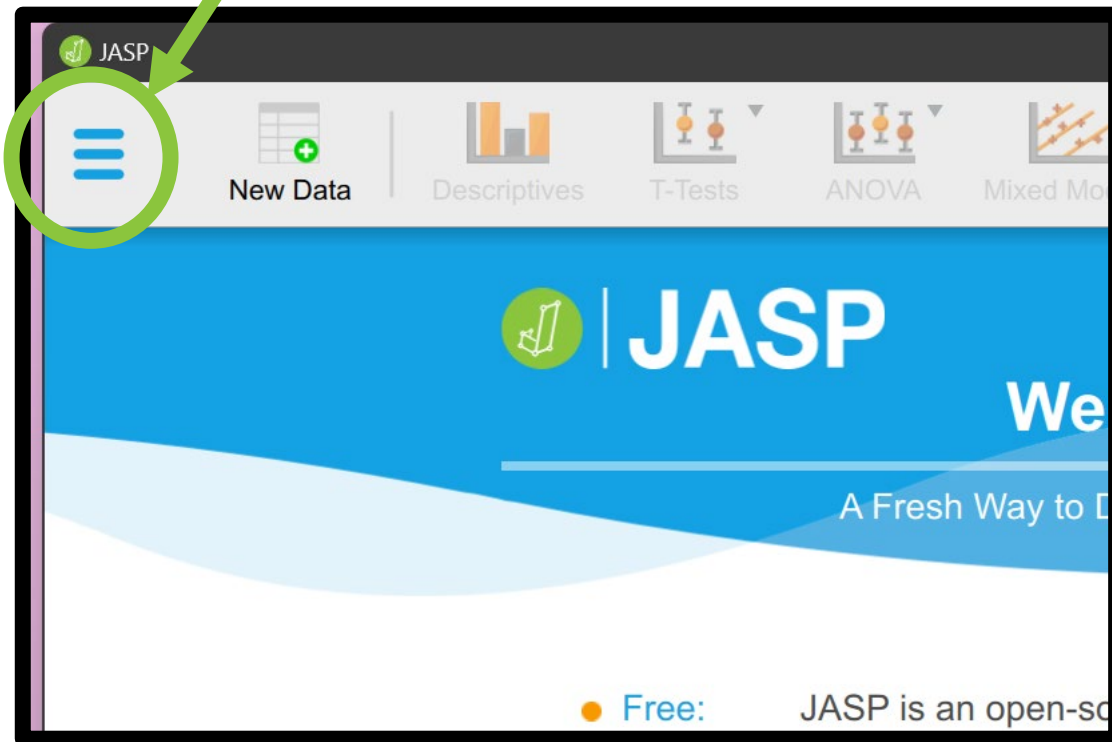 JASP
New Data Descriptives T-Tests ANOVA Mixed Mo
JASP
We
A Fresh Way to D
Free: JASP is an open-so